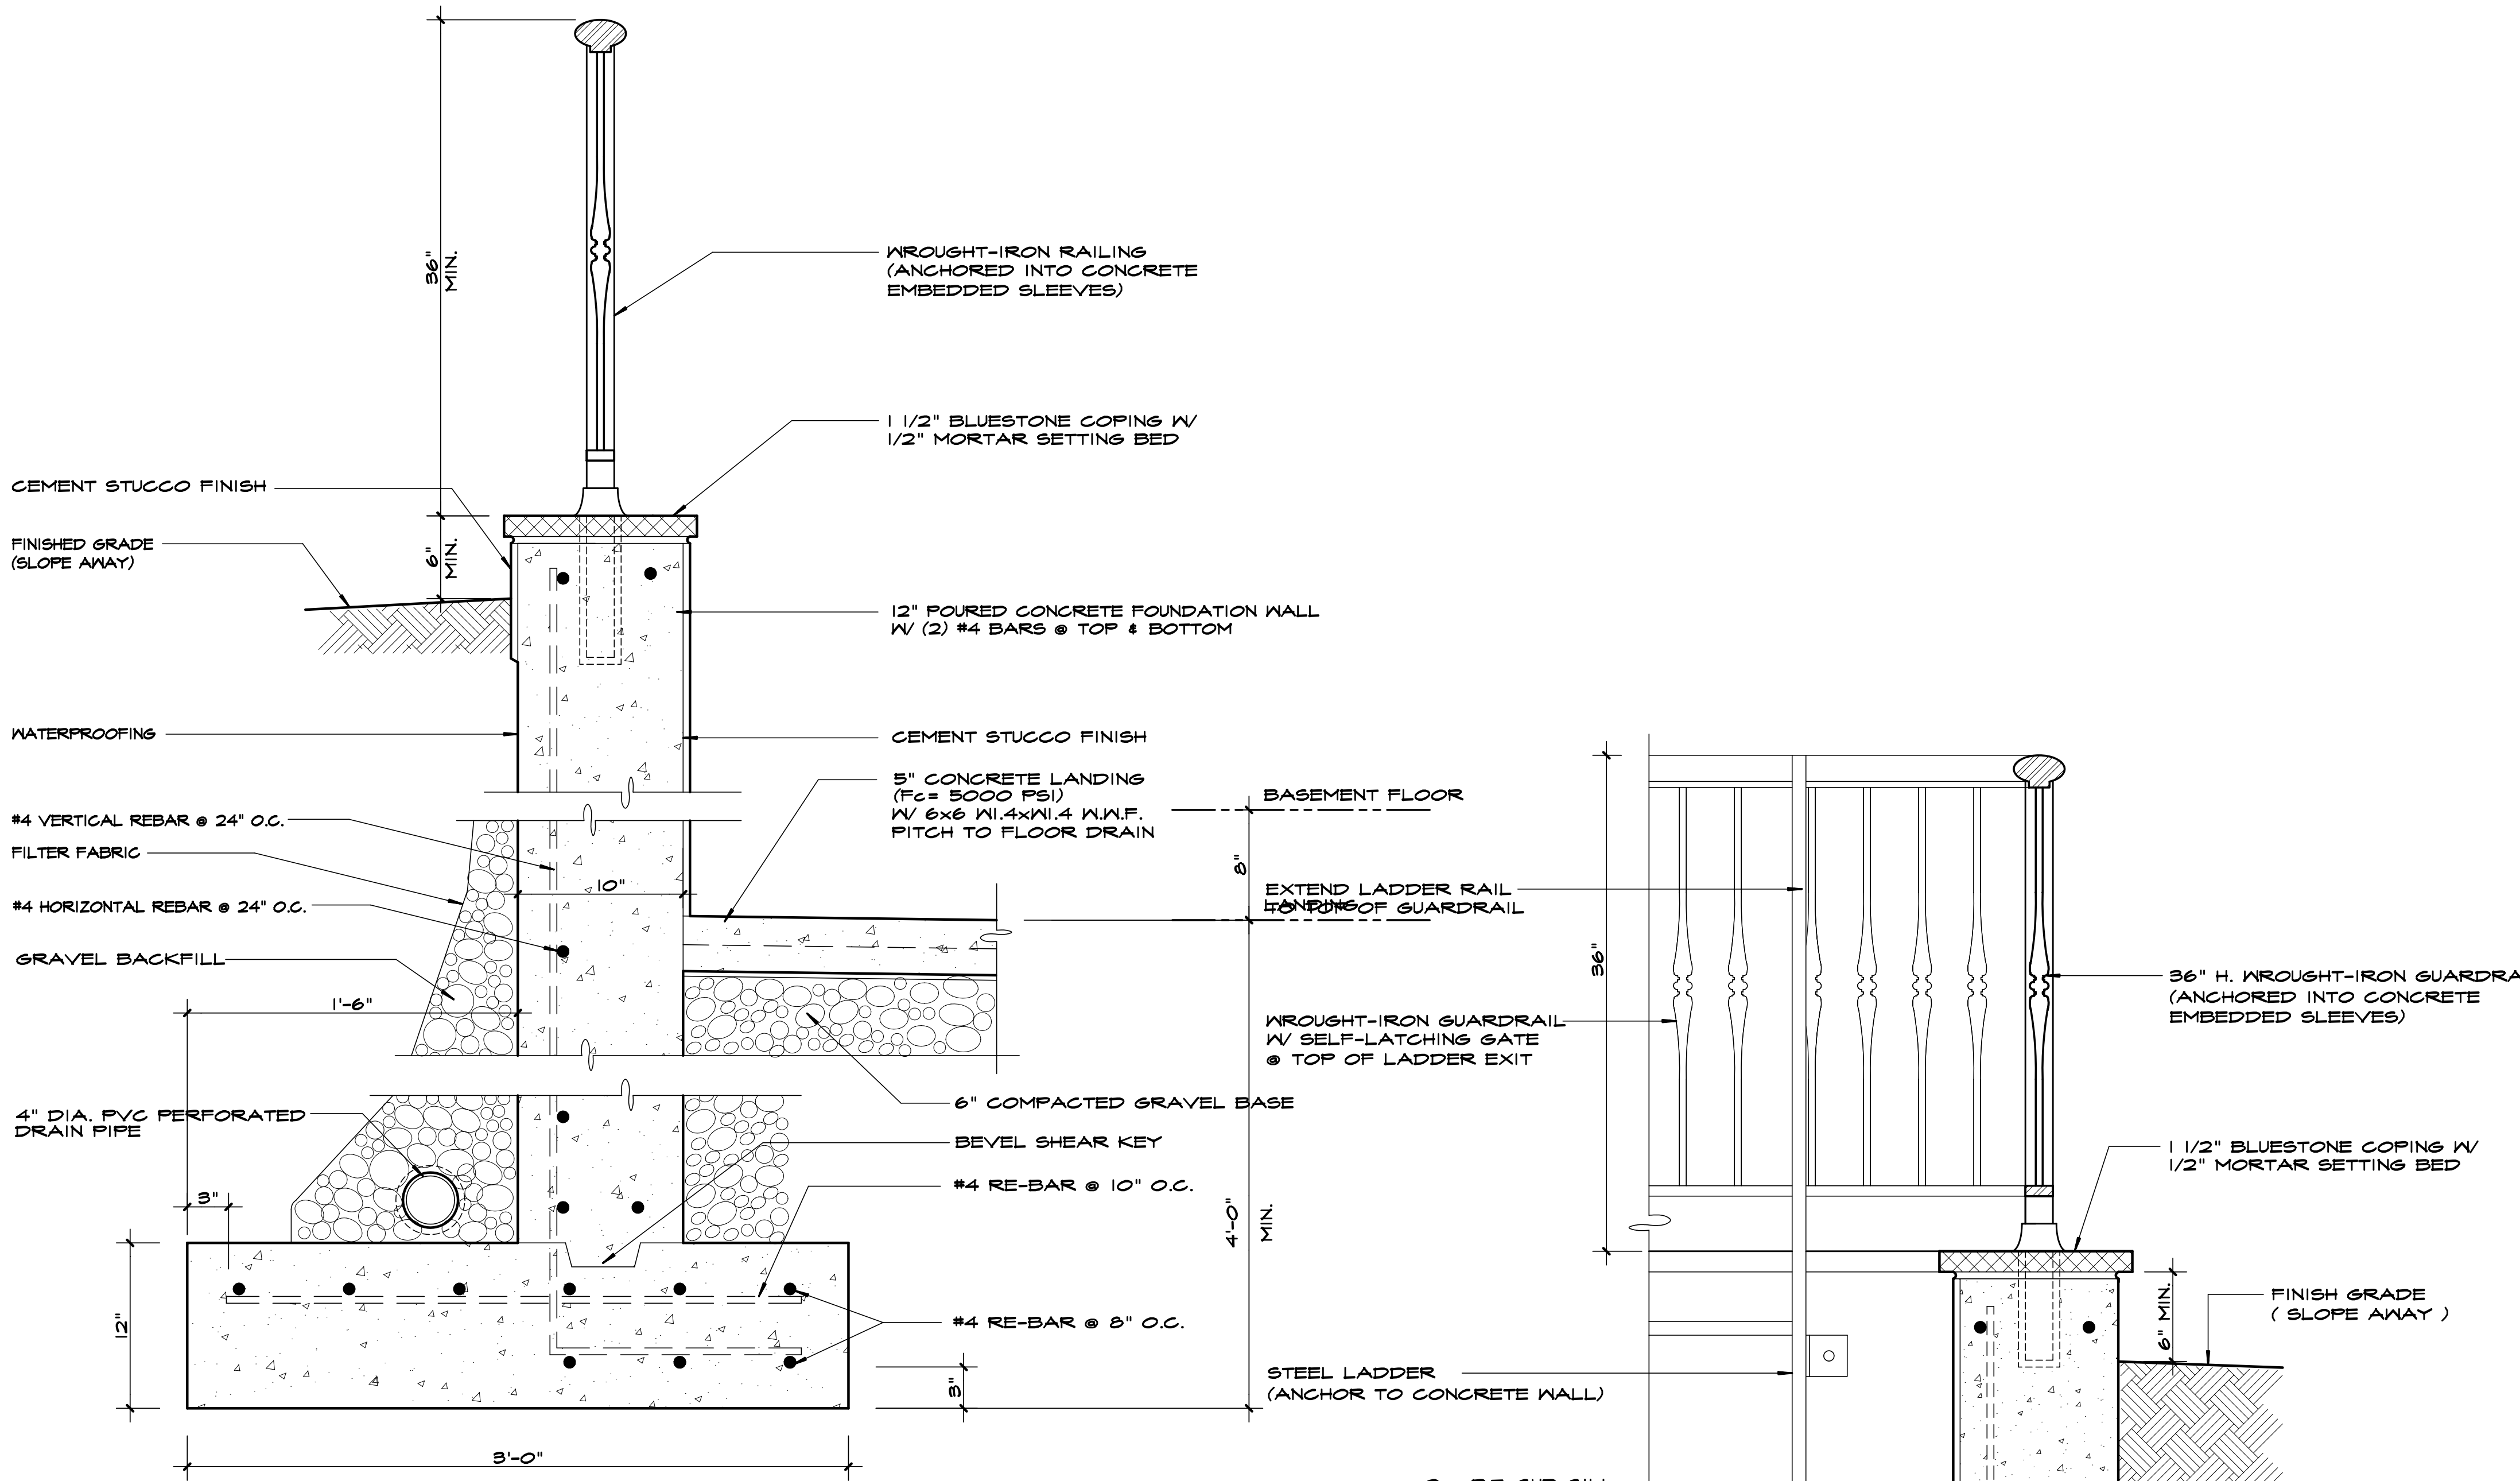 36"
MIN.
WROUGHT-IRON RAILING
(ANCHORED INTO CONCRETE
EMBEDDED SLEEVES)
1 1/2" BLUESTONE COPING W/
1/2" MORTAR SETTING BED
CEMENT STUCCO FINISH
FINISHED GRADE
(SLOPE AWAY)
6"
MIN.
12" POURED CONCRETE FOUNDATION WALL
W/ (2) #4 BARS @ TOP & BOTTOM
WATERPROOFING
CEMENT STUCCO FINISH
5" CONCRETE LANDING
(Fc= 5000 PSI)
W/ 6x6 W1.4xW1.4 W.W.F.
PITCH TO FLOOR DRAIN
#4 VERTICAL REBAR @ 24" O.C.
FILTER FABRIC
#4 HORIZONTAL REBAR @ 24" O.C.
GRAVEL BACKFILL
10"
1'-6"
4" DIA. PVC PERFORATED
DRAIN PIPE
3"
12"
3'-0"
6" COMPACTED GRAVEL BASE
BEVEL SHEAR KEY
#4 RE-BAR @ 10" O.C.
#4 RE-BAR @ 8" O.C.
3"
BASEMENT FLOOR
8"
LANDING
4'-0"
MIN.
EXTEND LADDER RAIL
TO TOP OF GUARDRAIL
36"
WROUGHT-IRON GUARDRAIL
W/ SELF-LATCHING GATE
@ TOP OF LADDER EXIT
STEEL LADDER
(ANCHOR TO CONCRETE WALL)
36" H. WROUGHT-IRON GUARDRA
(ANCHORED INTO CONCRETE
EMBEDDED SLEEVES)
1 1/2" BLUESTONE COPING W/
1/2" MORTAR SETTING BED
6" MIN.
FINISH GRADE
( SLOPE AWAY )